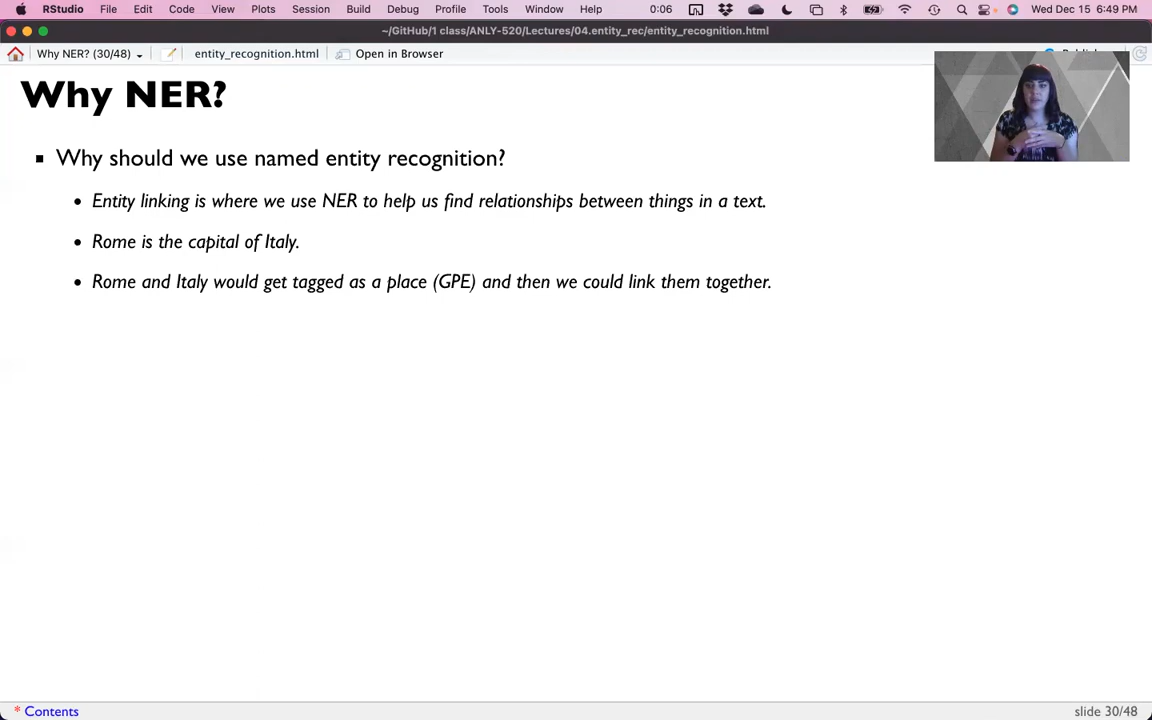 RStudio File Edit Code View Plots Session Build Debug Profile Tools Window Help 0:06 Wed Dec 15 6:49 PM
~/GitHub/1 class/ANLY-520/Lectures/04.entity_rec/entity_recognition.html
Why NER? (30/48) entity_recognition.html Open in Browser
Why NER?
Why should we use named entity recognition?
Entity linking is where we use NER to help us find relationships between things in a text.
Rome is the capital of Italy.
Rome and Italy would get tagged as a place (GPE) and then we could link them together.
* Contents slide 30/48